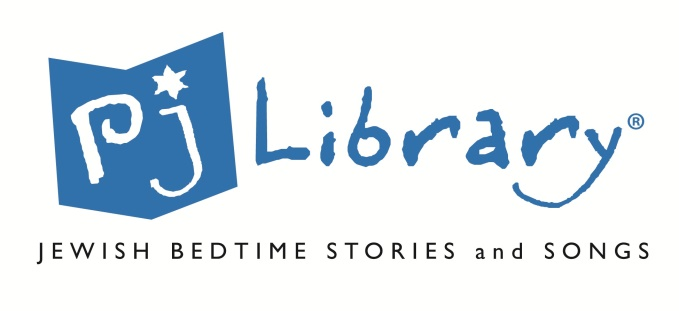 Pj Library®
JEWISH BEDTIME STORIES and SONGS